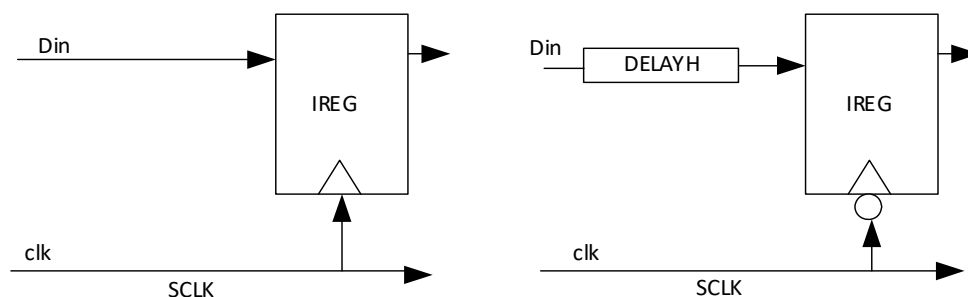 Din
IREG
clk
SCLK
Din
DELAYH
IREG
clk
SCLK